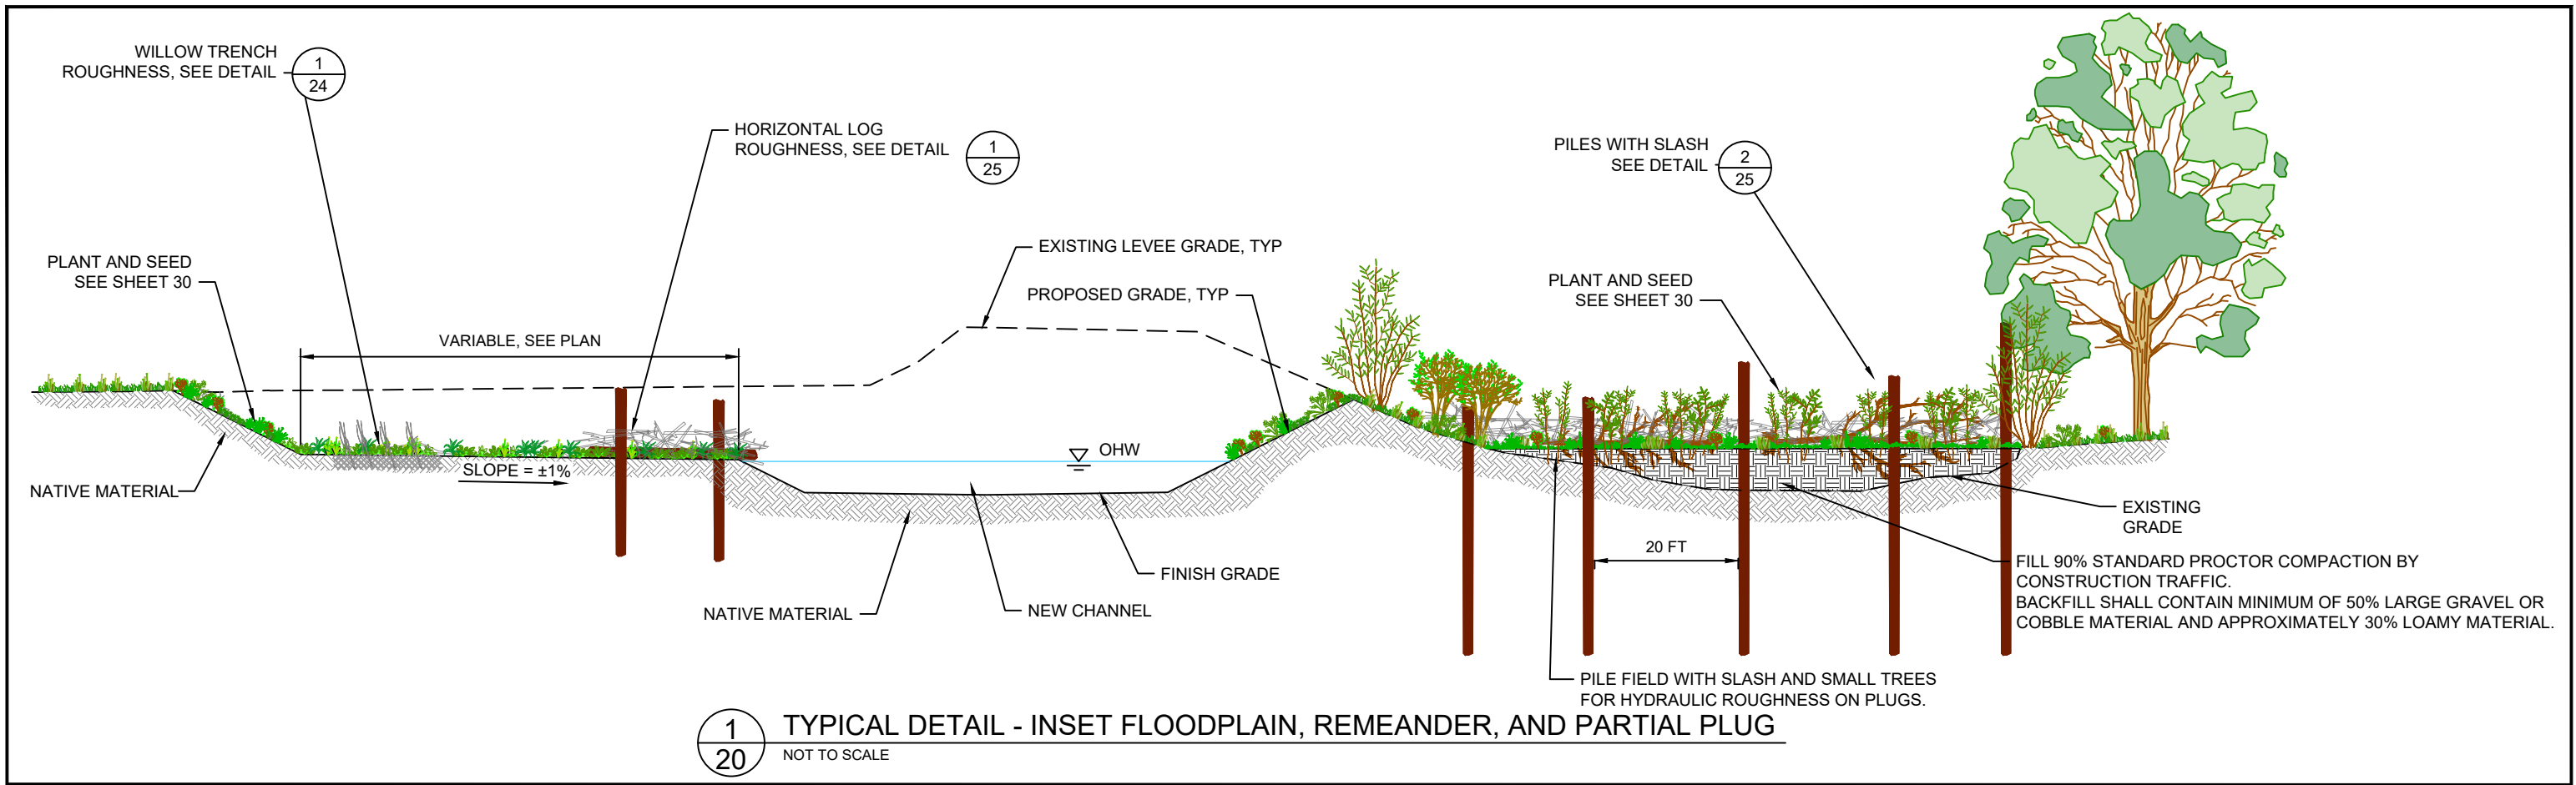 WILLOW TRENCH
ROUGHNESS, SEE DETAIL
1
24
HORIZONTAL LOG
ROUGHNESS, SEE DETAIL
1
25
PILES WITH SLASH
SEE DETAIL
2
25
PLANT AND SEED
SEE SHEET 30
EXISTING LEVEE GRADE, TYP
PROPOSED GRADE, TYP
PLANT AND SEED
SEE SHEET 30
VARIABLE, SEE PLAN
OHW
SLOPE = ±1%
NATIVE MATERIAL
EXISTING
GRADE
20 FT
FINISH GRADE
NATIVE MATERIAL
NEW CHANNEL
FILL 90% STANDARD PROCTOR COMPACTION BY
CONSTRUCTION TRAFFIC.
BACKFILL SHALL CONTAIN MINIMUM OF 50% LARGE GRAVEL OR
COBBLE MATERIAL AND APPROXIMATELY 30% LOAMY MATERIAL.
PILE FIELD WITH SLASH AND SMALL TREES
FOR HYDRAULIC ROUGHNESS ON PLUGS.
1
20
TYPICAL DETAIL - INSET FLOODPLAIN, REMEANDER, AND PARTIAL PLUG
NOT TO SCALE